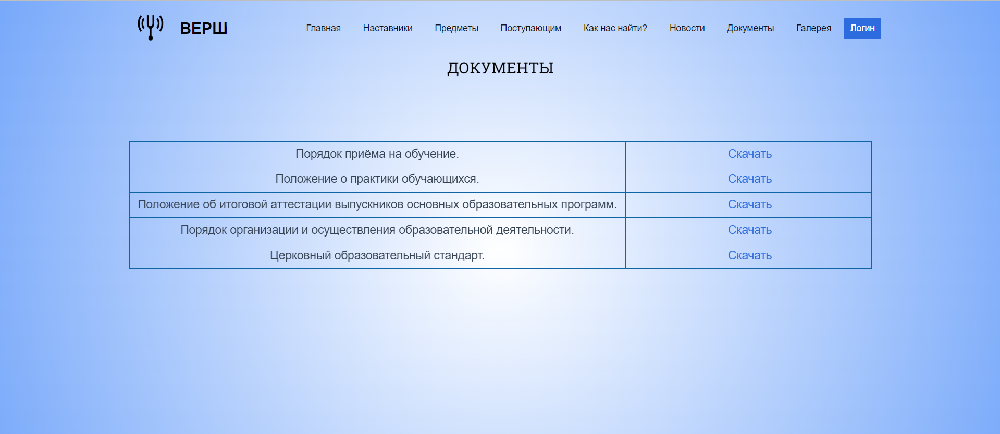 ВЕРШ
Главная Наставники Предметы Поступающим Как нас найти? Новости Документы Галерея Логин
ДОКУМЕНТЫ
Порядок приёма на обучение. Скачать
Положение о практики обучающихся. Скачать
Положение об итоговой аттестации выпускников основных образовательных программ. Скачать
Порядок организации и осуществления образовательной деятельности. Скачать
Церковный образовательный стандарт. Скачать